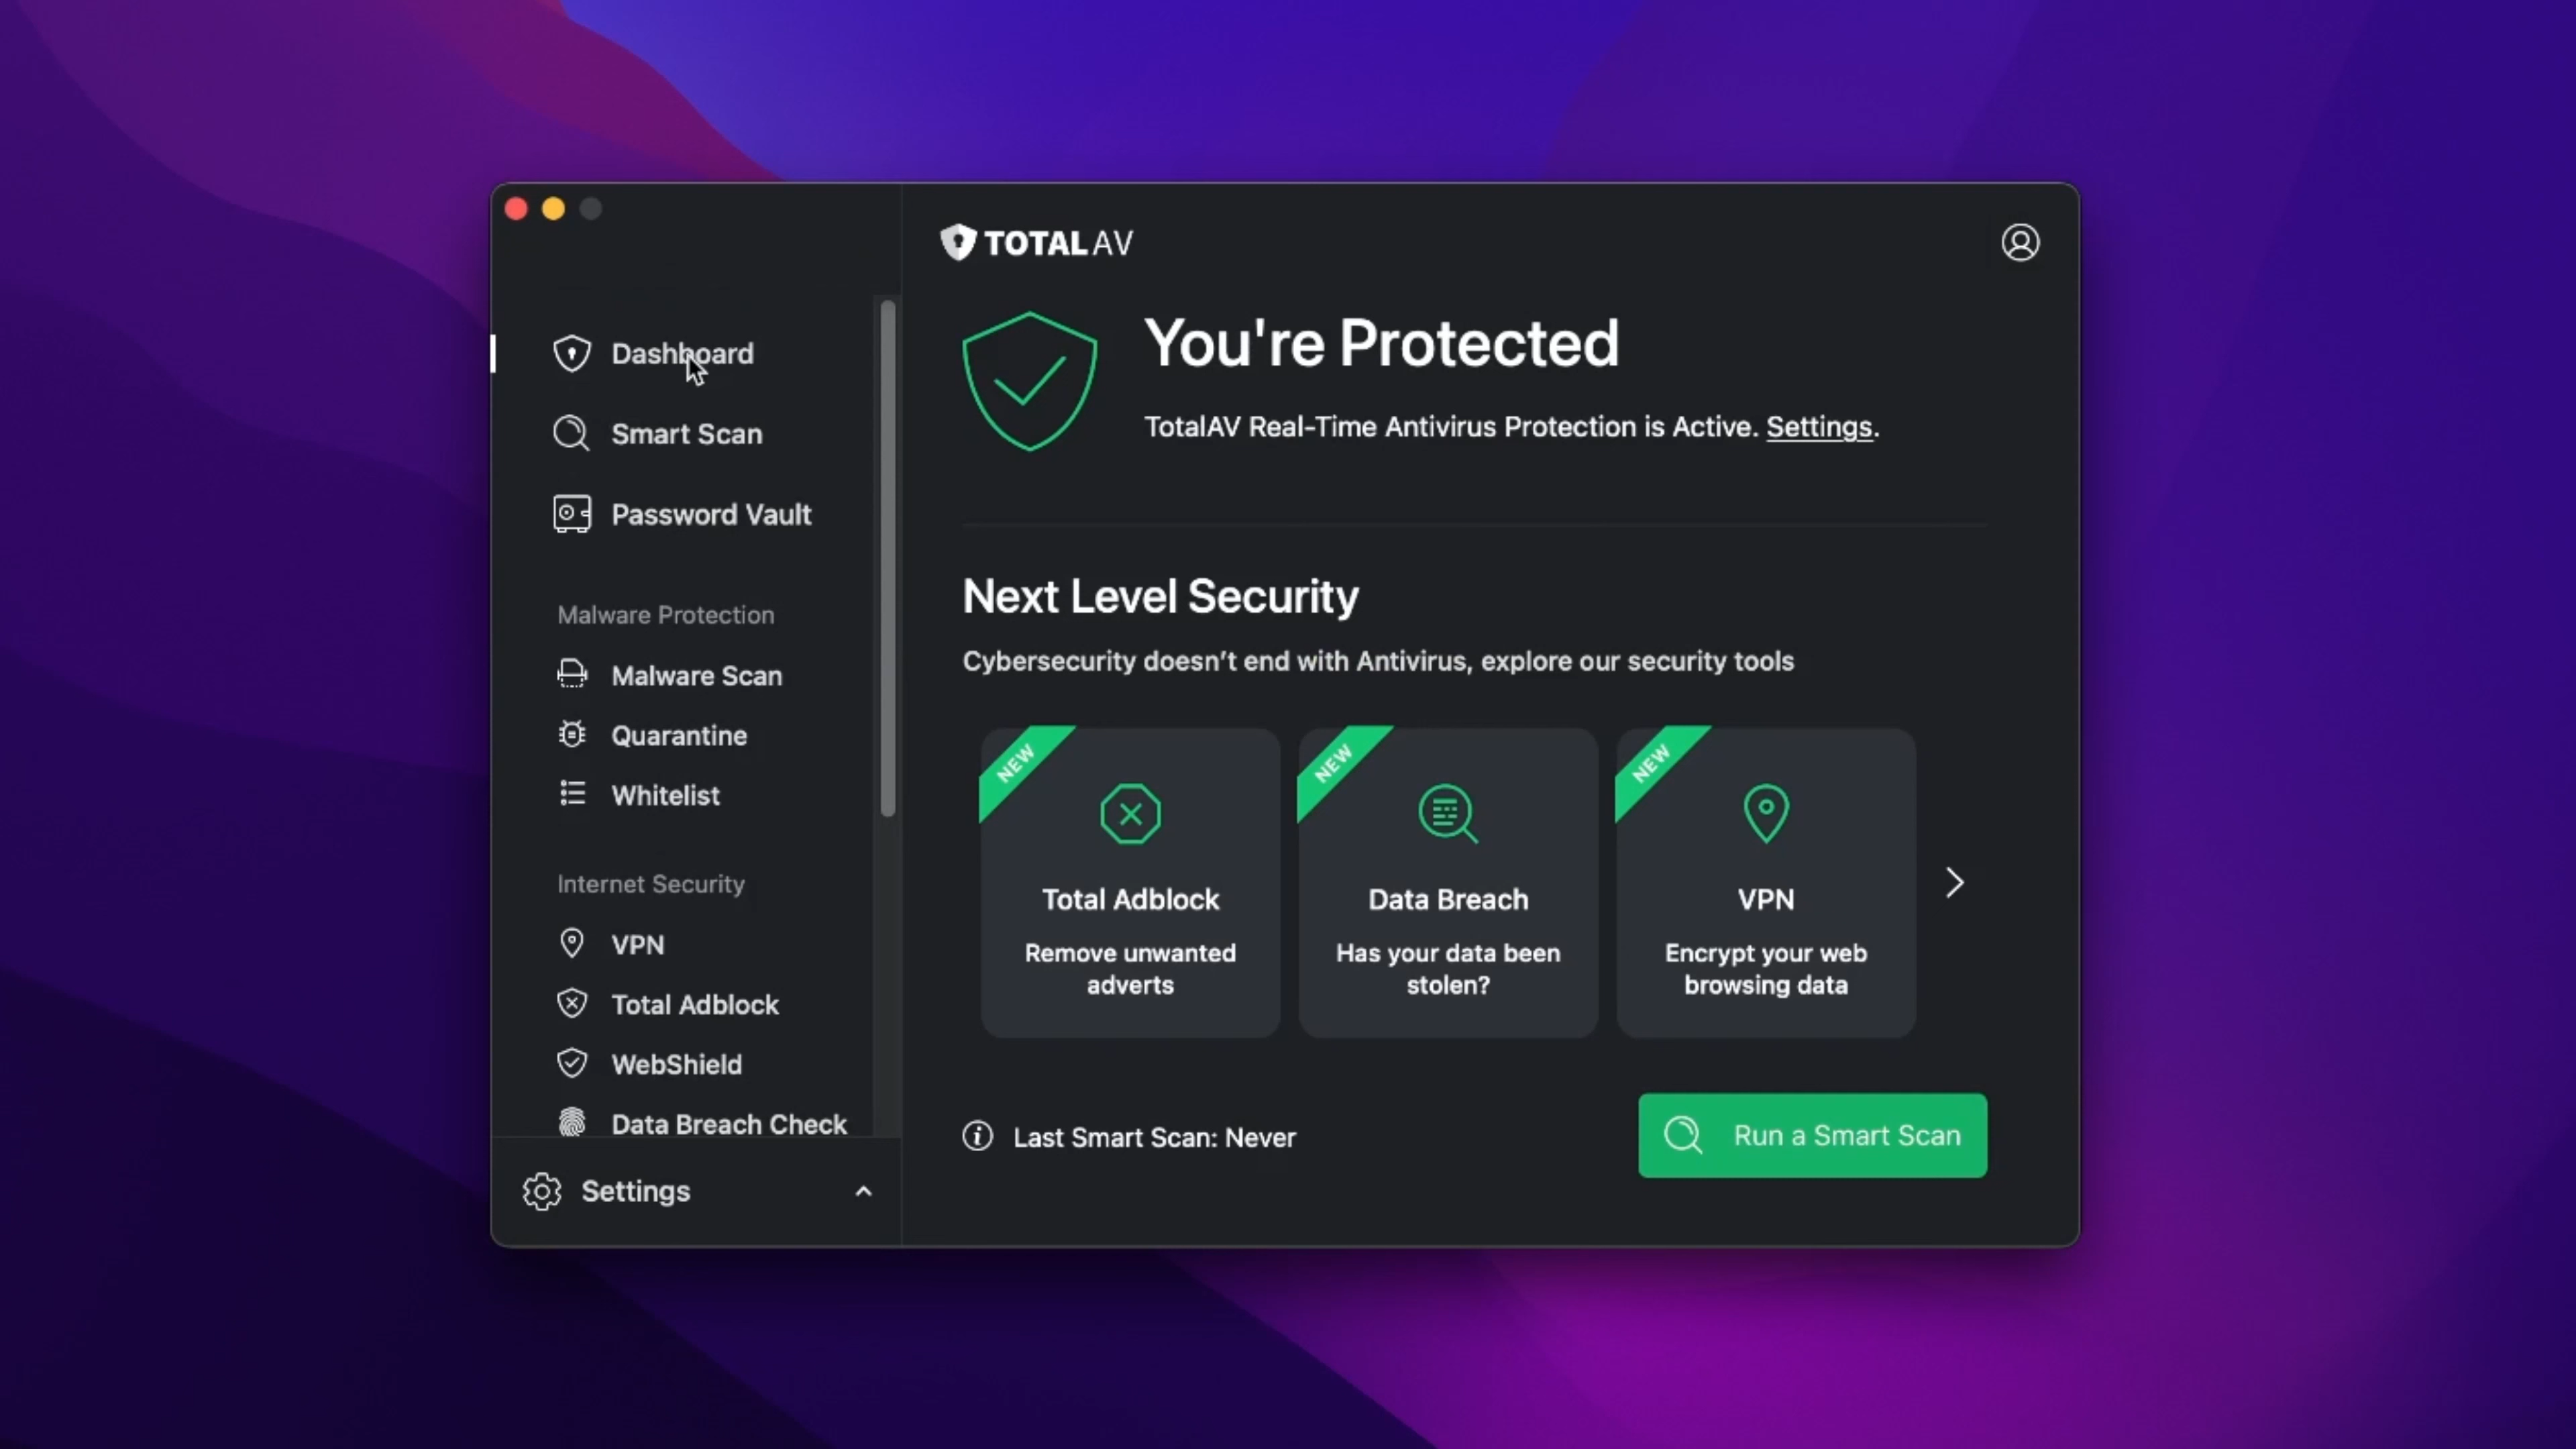 Dashboard
Smart Scan
Password Vault
Malware Protection
Malware Scan
Quarantine
Whitelist
Internet Security
VPN
Total Adblock
WebShield
Data Breach Check
Settings
TOTALAV
You're Protected
TotalAV Real-Time Antivirus Protection is Active. Settings.
Next Level Security
Cybersecurity doesn’t end with Antivirus, explore our security tools
NEW
Total Adblock
Remove unwanted
adverts
NEW
Data Breach
Has your data been
stolen?
NEW
VPN
Encrypt your web
browsing data
Last Smart Scan: Never
Run a Smart Scan